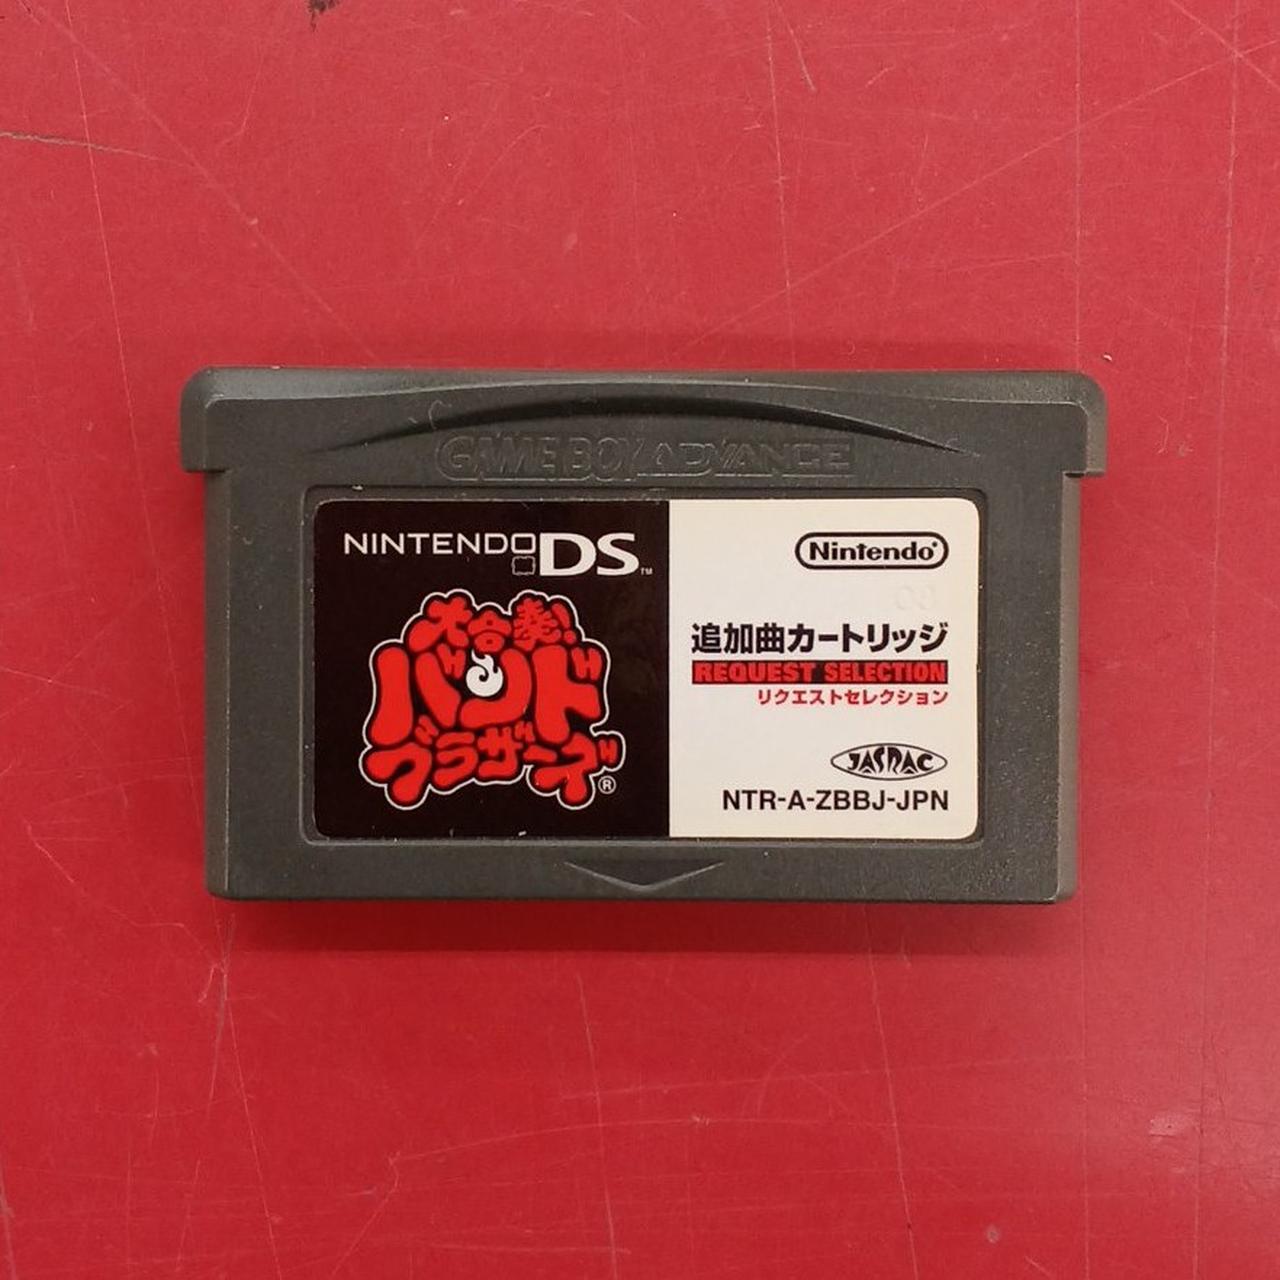 GAME BOY ADVANCE
NINTENDO DS™
大合奏!
バンド
ブラザーズ®
Nintendo®
追加曲カートリッジ
REQUEST SELECTION
リクエストセレクション
JASRAC
NTR-A-ZBBJ-JPN